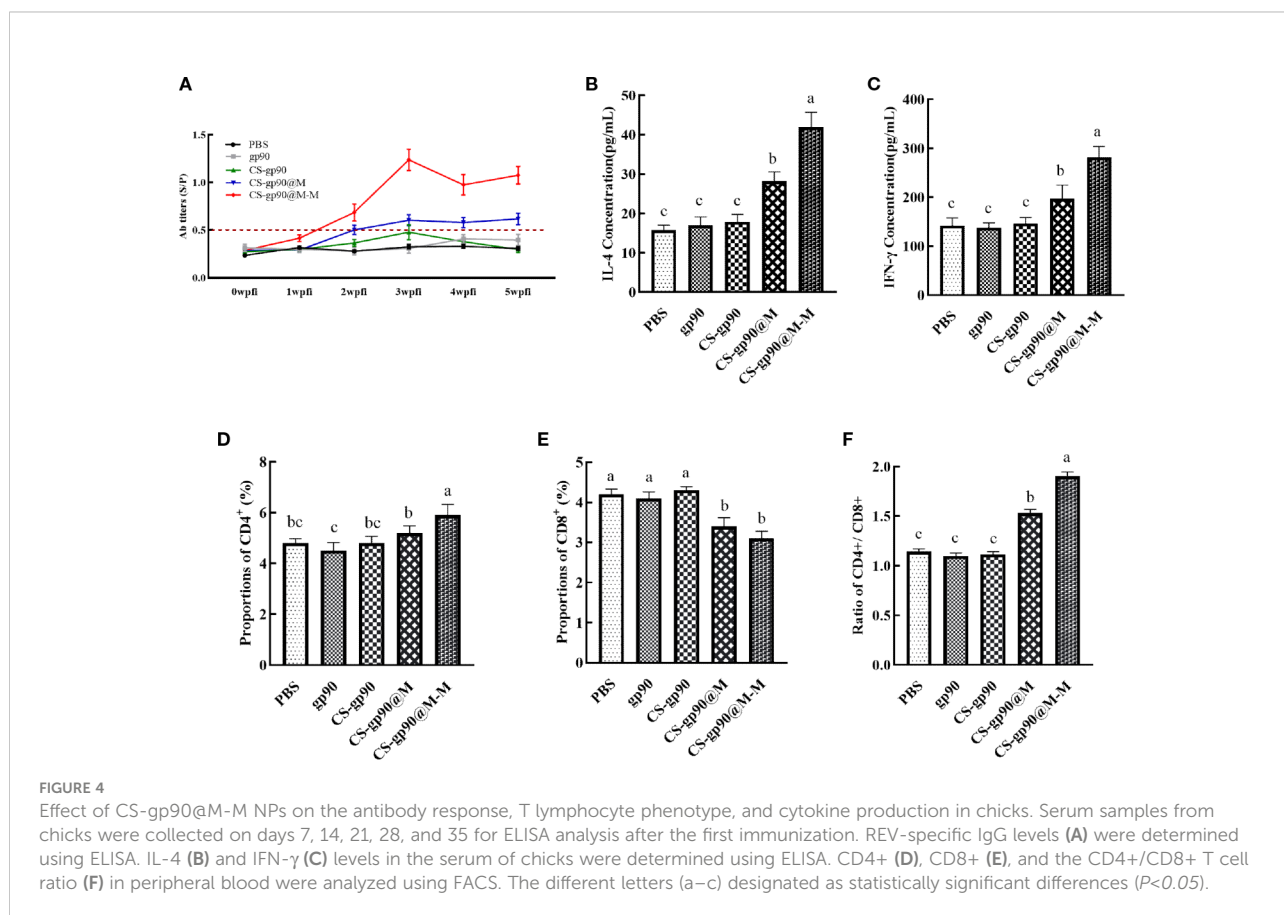 A
Ab titers (S/P)
1.5
1.0
0.5
0.0
PBS
gp90
CS-gp90
CS-gp90@M
CS-gp90@M-M
0wpfi 1wpfi 2wpfi 3wpfi 4wpfi 5wpfi
B
IL-4 Concentration(pg/mL)
50
40
30
20
10
0
c c c b a
PBS gp90 CS-gp90 CS-gp90@M CS-gp90@M-M
C
IFN-γ Concentration(pg/mL)
400
300
200
100
0
c c c b a
PBS gp90 CS-gp90 CS-gp90@M CS-gp90@M-M
D
Proportions of CD4⁺ (%)
8
6
4
2
0
bc c bc b a
PBS gp90 CS-gp90 CS-gp90@M CS-gp90@M-M
E
Proportions of CD8⁺ (%)
5
4
3
2
1
0
a a a b b
PBS gp90 CS-gp90 CS-gp90@M CS-gp90@M-M
F
Ratio of CD4+/ CD8+
2.0
1.5
1.0
0.5
0.0
c c c b a
PBS gp90 CS-gp90 CS-gp90@M CS-gp90@M-M
FIGURE 4
Effect of CS-gp90@M-M NPs on the antibody response, T lymphocyte phenotype, and cytokine production in chicks. Serum samples from
chicks were collected on days 7, 14, 21, 28, and 35 for ELISA analysis after the first immunization. REV-specific IgG levels (A) were determined
using ELISA. IL-4 (B) and IFN-γ (C) levels in the serum of chicks were determined using ELISA. CD4+ (D), CD8+ (E), and the CD4+/CD8+ T cell
ratio (F) in peripheral blood were analyzed using FACS. The different letters (a–c) designated as statistically significant differences (P<0.05).